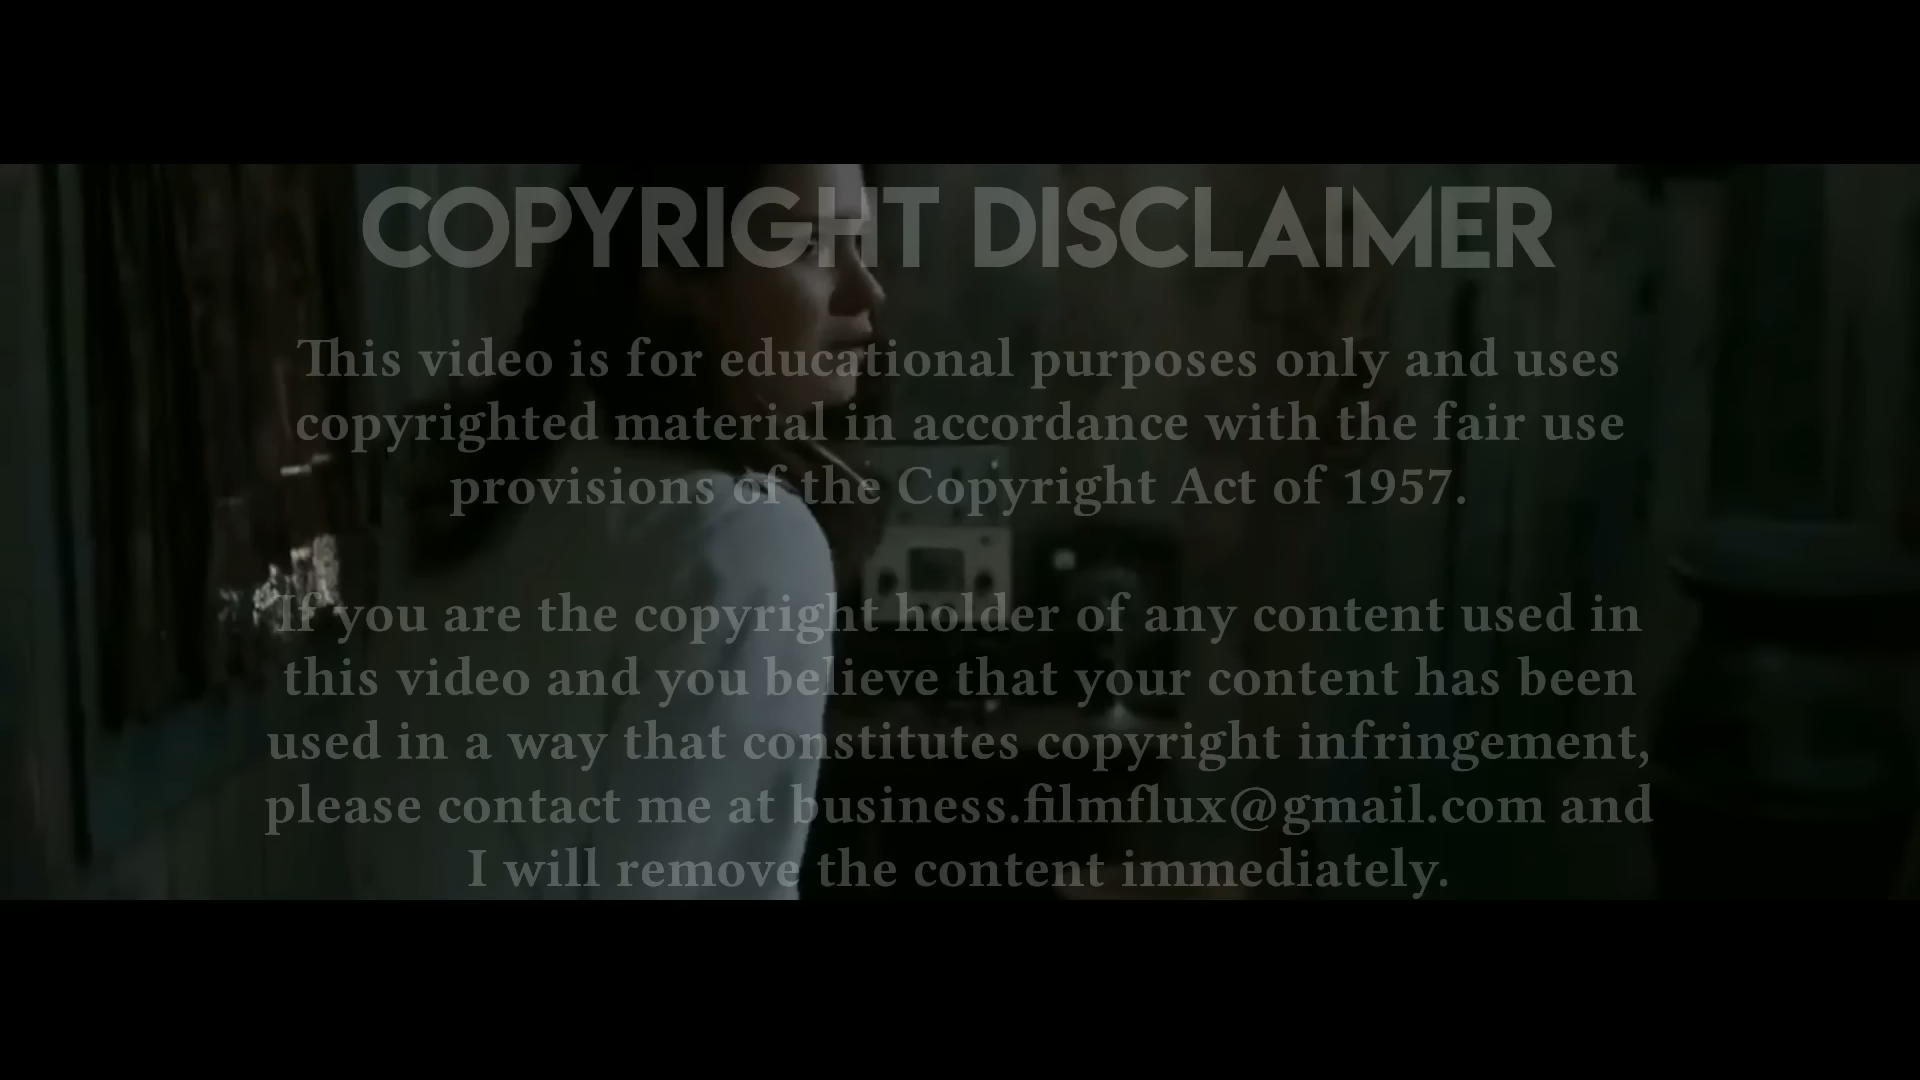 COPYRIGHT DISCLAIMER
This video is for educational purposes only and uses
copyrighted material in accordance with the fair use
provisions of the Copyright Act of 1957.
If you are the copyright holder of any content used in
this video and you believe that your content has been
used in a way that constitutes copyright infringement,
please contact me at business.filmflux@gmail.com and
I will remove the content immediately.